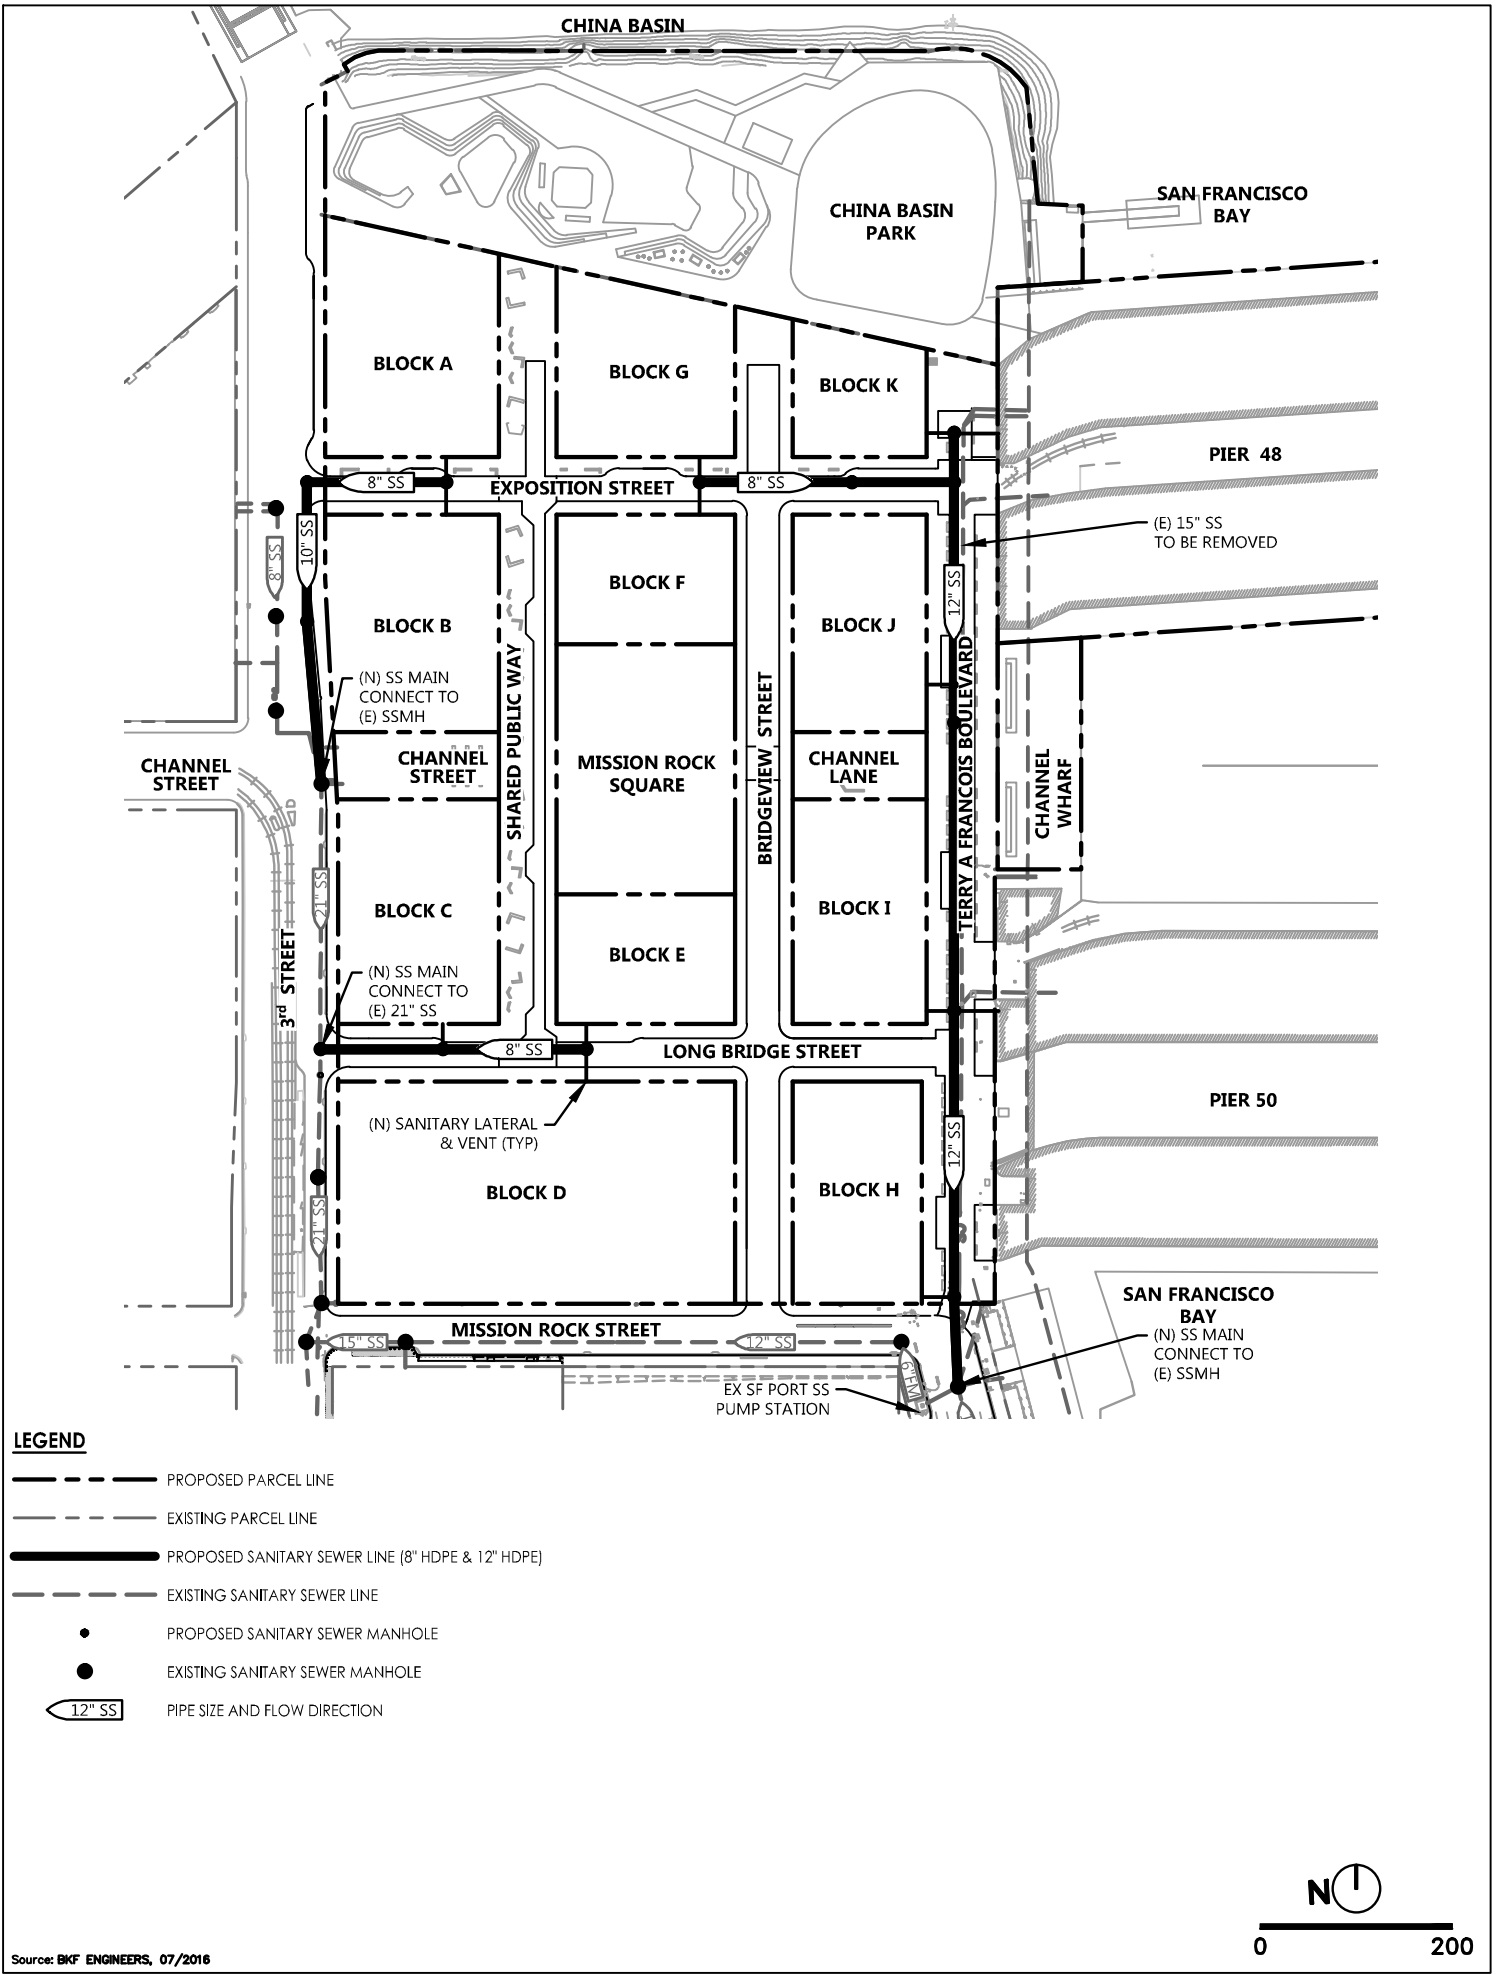 CHINA BASIN
SAN FRANCISCO
BAY
CHINA BASIN
PARK
BLOCK A
BLOCK G
BLOCK K
PIER 48
8" SS
EXPOSITION STREET
8" SS
10" SS
8" SS
(E) 15" SS
TO BE REMOVED
BLOCK F
12" SS
BLOCK B
BLOCK J
(N) SS MAIN
CONNECT TO
(E) SSMH
SHARED PUBLIC WAY
BRIDGEVIEW STREET
TERRY A FRANCOIS BOULEVARD
CHANNEL
STREET
CHANNEL
STREET
MISSION ROCK
SQUARE
CHANNEL
LANE
CHANNEL
WHARF
21" SS
BLOCK C
BLOCK I
3rd STREET
BLOCK E
(N) SS MAIN
CONNECT TO
(E) 21" SS
8" SS
LONG BRIDGE STREET
PIER 50
(N) SANITARY LATERAL
& VENT (TYP)
12" SS
BLOCK D
BLOCK H
21" SS
SAN FRANCISCO
BAY
MISSION ROCK STREET
15" SS
12" SS
(N) SS MAIN
CONNECT TO
(E) SSMH
6" FM
EX SF PORT SS
PUMP STATION
LEGEND
PROPOSED PARCEL LINE
EXISTING PARCEL LINE
PROPOSED SANITARY SEWER LINE (8" HDPE & 12" HDPE)
EXISTING SANITARY SEWER LINE
PROPOSED SANITARY SEWER MANHOLE
EXISTING SANITARY SEWER MANHOLE
12" SS
PIPE SIZE AND FLOW DIRECTION
N
0 200
Source: BKF ENGINEERS, 07/2016